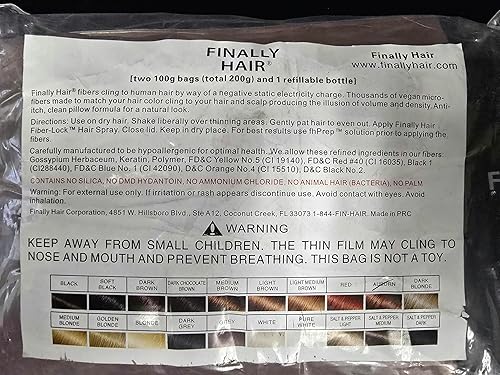 FINALLY
HAIR®
[two 100g bags (total 200g) and 1 refillable bottle]
Finally Hair
www.finallyhair.com
Finally Hair® fibers cling to human hair by way of a negative static electricity charge. Thousands of vegan micro-
fibers made to match your hair color cling to your hair and scalp producing the illusion of volume and density. Anti-
itch, clean pillow formula for a natural look.
Directions: Use on dry hair. Shake liberally over thinning areas. Gently pat hair to even out. Apply Finally Hair
Fiber-Lock™ Hair Spray. Close lid. Keep in dry place. For best results use fhPrep™ solution prior to applying the
fibers.
Carefully manufactured to be hypoallergenic for optimal health. We allow these refined ingredients in our fibers:
Gossypium Herbaceum, Keratin, Polymer, FD&C Yellow No.5 (CI 19140), FD&C Red #40 (CI 16035), Black 1
(CI288440), FD&C Blue No, 1 (CI 42090), D&C Orange No.4 (CI 15510), D&C Black No.2.
CONTAINS NO SILICA, NO DMD HYDANTOIN, NO AMMONIUM CHLORIDE, NO ANIMAL HAIR (BACTERIA), NO PALM
Warning: For external use only. If irritation or rash appears discontinue use. Avoid contact with eyes. Avoid
inhalation.
Finally Hair Corporation, 4851 W. Hillsboro Blvd., Ste A12, Coconut Creek, FL 33073 1-844-FIN-HAIR. Made in PRC
WARNING
KEEP AWAY FROM SMALL CHILDREN. THE THIN FILM MAY CLING TO
NOSE AND MOUTH AND PREVENT BREATHING. THIS BAG IS NOT A TOY.
BLACK SOFT BLACK DARK BROWN DARK CHOCOLATE BROWN MEDIUM BROWN LIGHT BROWN LIGHT MEDIUM BROWN RED AUBURN DARK BLONDE
MEDIUM BLONDE GOLDEN BLONDE BLONDE DARK GREY GREY WHITE PURE WHITE SALT & PEPPER LIGHT SALT & PEPPER MEDIUM SALT & PEPPER DARK